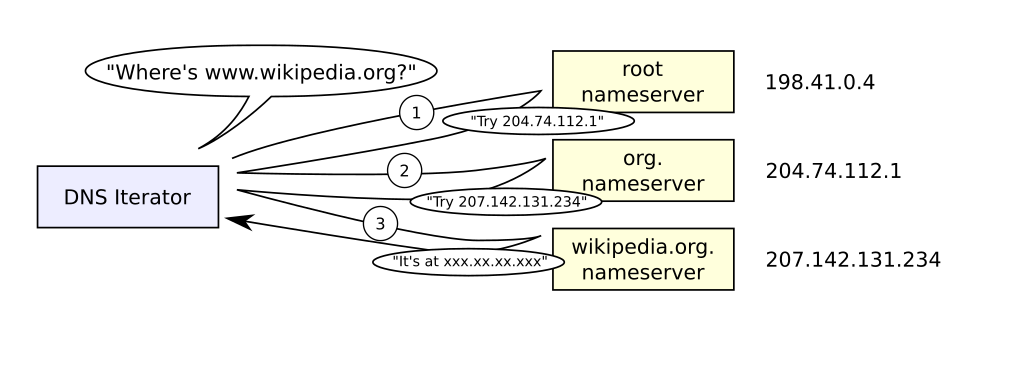 "Where's www.wikipedia.org?"
DNS Iterator
1
2
3
"Try 204.74.112.1"
"Try 207.142.131.234"
"It's at xxx.xx.xx.xxx"
root
nameserver
198.41.0.4
org.
nameserver
204.74.112.1
wikipedia.org.
nameserver
207.142.131.234